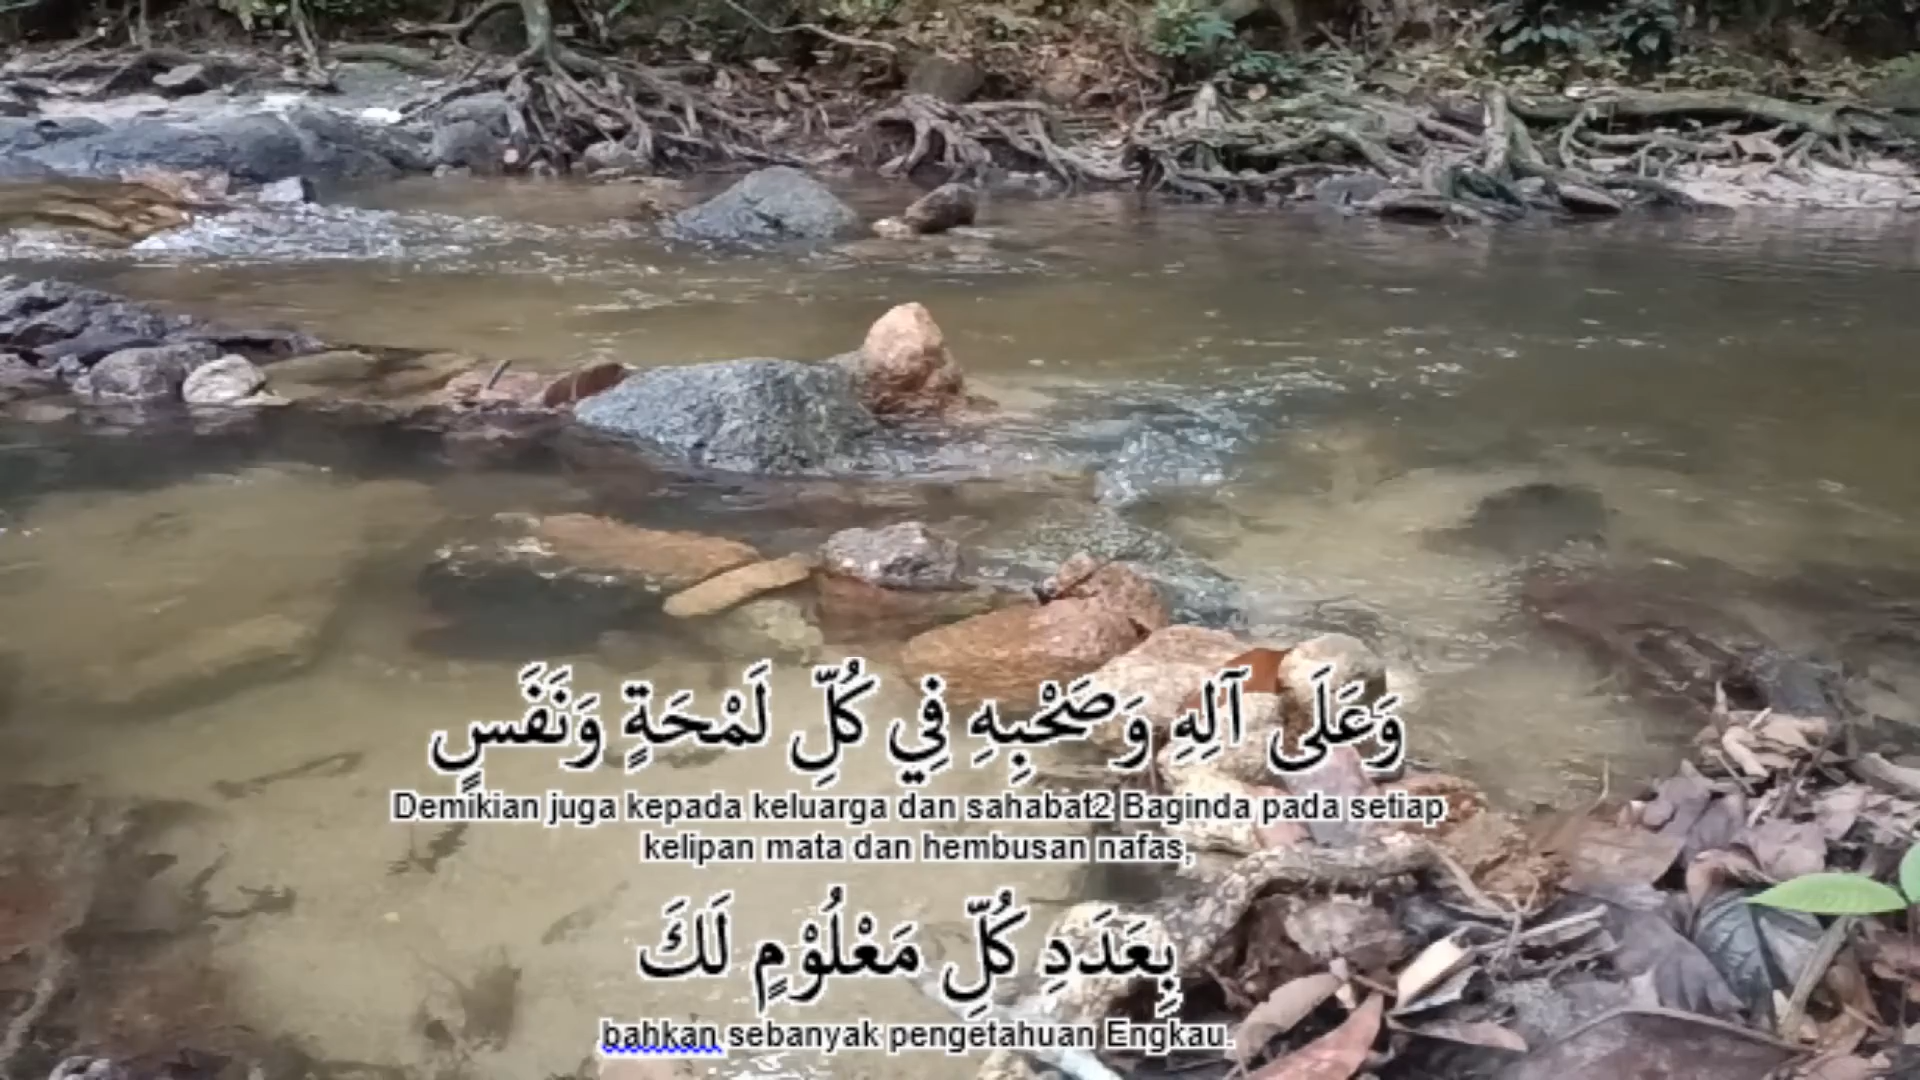 وَعَلَى آلِهِ وَصَحْبِهِ فِي كُلِّ لَمْحَةٍ وَنَفَسٍ
Demikian juga kepada keluarga dan sahabat2 Baginda pada setiap
kelipan mata dan hembusan nafas,
بِعَدَدِ كُلِّ مَعْلُوْمٍ لَكَ
bahkan sebanyak pengetahuan Engkau.